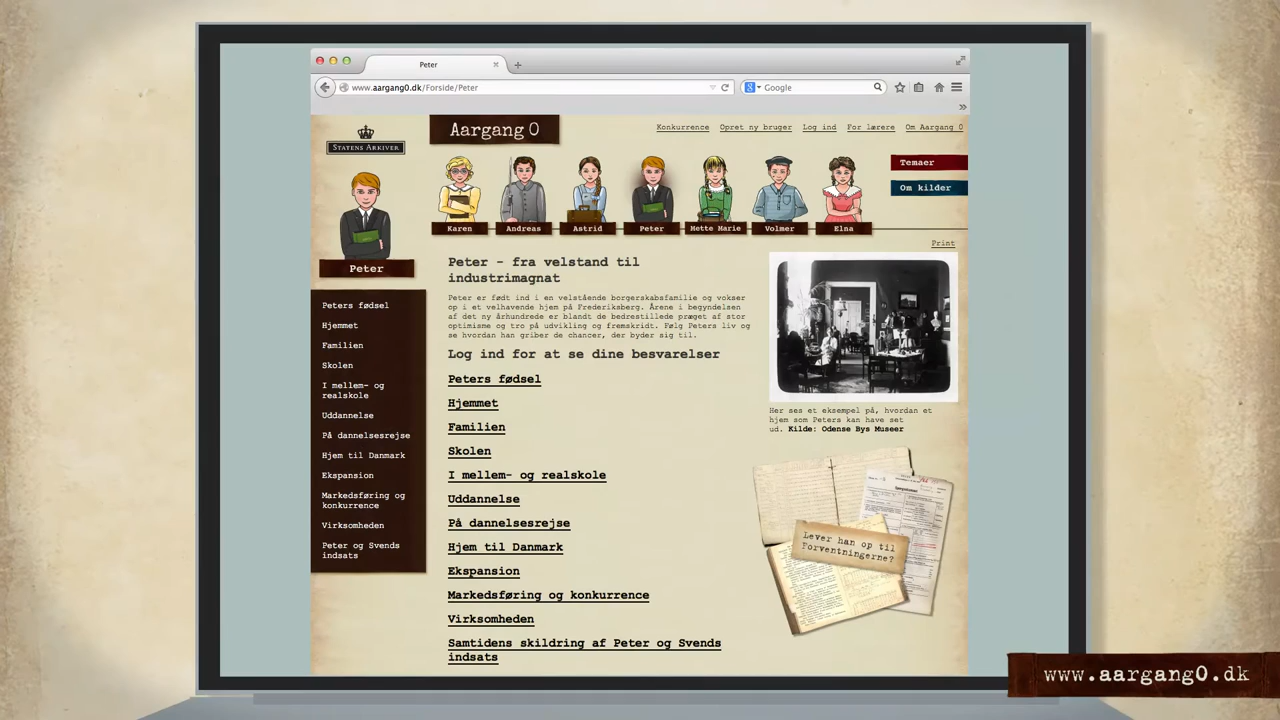 Peter
www.aargang0.dk/Forside/Peter
Google
STATENS ARKIVER
Aargang 0
Konkurrence Opret ny bruger Log ind For lærere Om Aargang 0
Temaer
Om kilder
Karen Andreas Astrid Peter Mette Marie Volmer Elna
Print
Peter
Peters fødsel
Hjemmet
Familien
Skolen
I mellem- og
realskole
Uddannelse
På dannelsesrejse
Hjem til Danmark
Ekspansion
Markedsføring og
konkurrence
Virksomheden
Peter og Svends
indsats
Peter - fra velstand til
industrimagnat
Peter er født ind i en velstående borgerskabsfamilie og vokser
op i et velhavende hjem på Frederiksberg. Årene i begyndelsen
af det ny århundrede er blandt de bedrestillede præget af stor
optimisme og tro på udvikling og fremskridt. Følg Peters liv og
se hvordan han griber de chancer, der byder sig til.
Log ind for at se dine besvarelser
Peters fødsel
Hjemmet
Familien
Skolen
I mellem- og realskole
Uddannelse
På dannelsesrejse
Hjem til Danmark
Ekspansion
Markedsføring og konkurrence
Virksomheden
Samtidens skildring af Peter og Svends
indsats
Her ses et eksempel på, hvordan et
hjem som Peters kan have set
ud. Kilde: Odense Bys Museer
Lever han op til
Forventningerne?
www.aargang0.dk